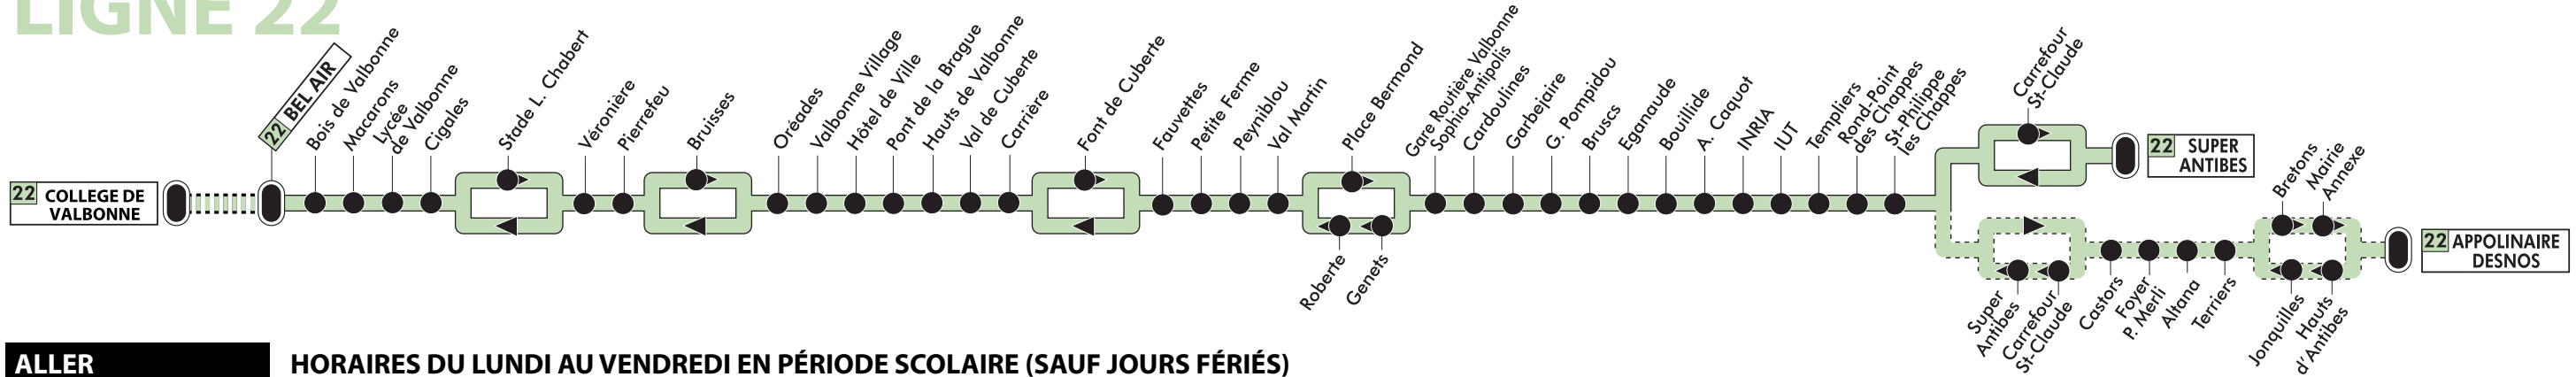 LIGNE 22
22 COLLEGE DE
VALBONNE
22 BEL AIR
Bois de Valbonne
Macarons
Lycée
de Valbonne
Cigales
Stade L. Chabert
Véronière
Pierrefeu
Bruisses
Oréades
Valbonne Village
Hôtel de Ville
Pont de la Brague
Hauts de Valbonne
Val de Cuberte
Carrière
Font de Cuberte
Fauvettes
Petite Ferme
Peyniblou
Val Martin
Place Bermond
Roberte
Genets
Gare Routière Valbonne
Sophia-Antipolis
Cardoulines
Garbejaire
G. Pompidou
Bruscs
Eganaude
Bouillide
A. Caquot
INRIA
IUT
Templiers
Rond-Point
des Chappes
St-Philippe
les Chappes
Carrefour
St-Claude
22 SUPER
ANTIBES
Super
Antibes
Carrefour
St-Claude
Castors
Foyer
P. Merli
Altana
Terriers
Bretons
Mairie
Annexe
Jonquilles
Hauts
d'Antibes
22 APPOLINAIRE
DESNOS
ALLER
HORAIRES DU LUNDI AU VENDREDI EN PÉRIODE SCOLAIRE (SAUF JOURS FÉRIÉS)